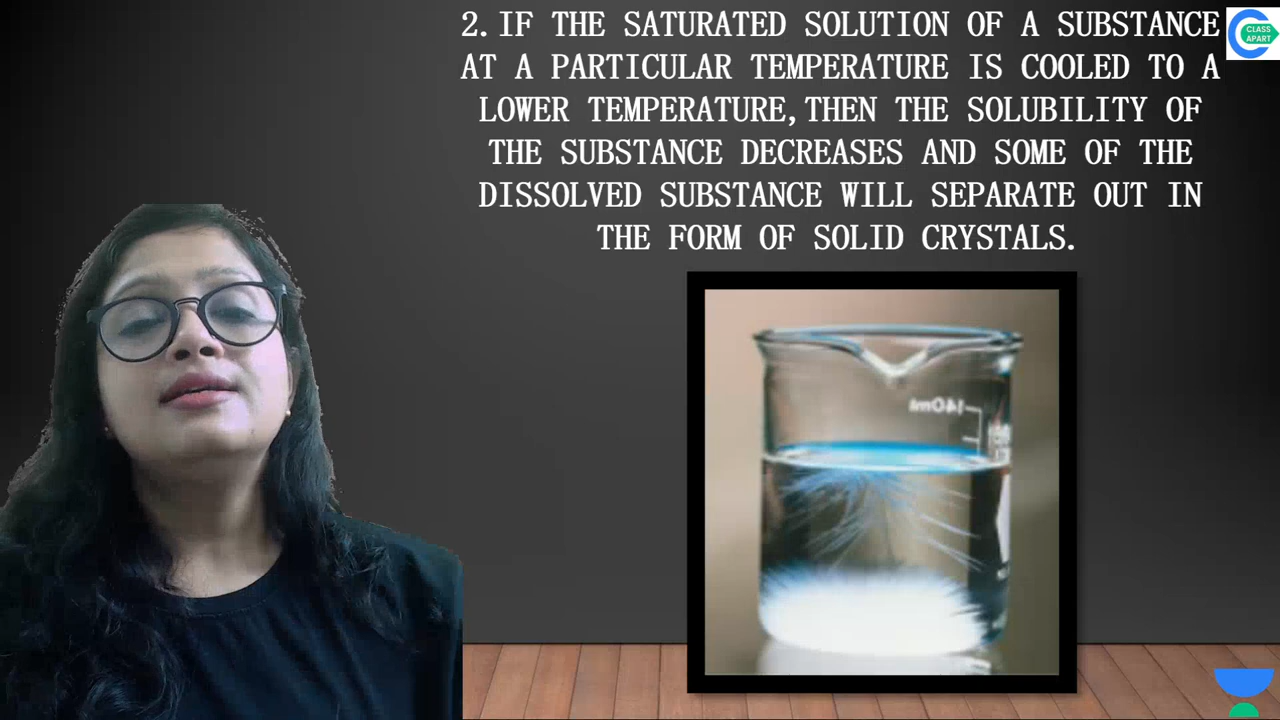 2. IF THE SATURATED SOLUTION OF A SUBSTANCE
AT A PARTICULAR TEMPERATURE IS COOLED TO A
LOWER TEMPERATURE, THEN THE SOLUBILITY OF
THE SUBSTANCE DECREASES AND SOME OF THE
DISSOLVED SUBSTANCE WILL SEPARATE OUT IN
THE FORM OF SOLID CRYSTALS.
CLASS
APART
140ml